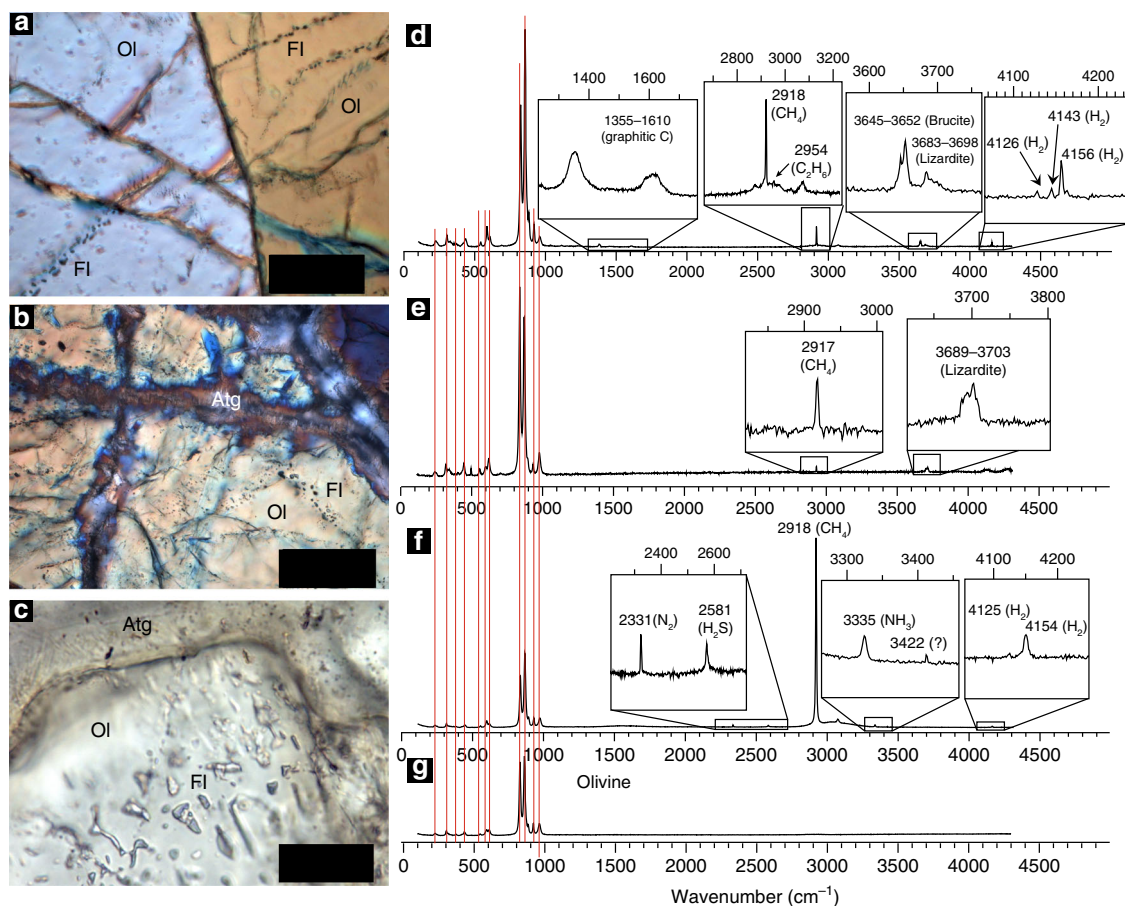 a
Ol
FI
Ol
FI
b
Atg
FI
Ol
c
Atg
Ol
FI
d
1400 1600
1355–1610
(graphitic C)
2800 3000 3200
2918
(CH₄)
2954
(C₂H₆)
3600 3700
3645–3652 (Brucite)
3683–3698
(Lizardite)
4100 4200
4143 (H₂)
4126 (H₂)
4156 (H₂)
0 500 1000 1500 2000 2500 3000 3500 4000 4500
e
2900 3000
2917
(CH₄)
3700 3800
3689–3703
(Lizardite)
0 500 1000 1500 2000 2500 3000 3500 4000 4500
f
2918 (CH₄)
2400 2600
2331(N₂)
2581
(H₂S)
3300 3400
3335 (NH₃)
3422 (?)
4100 4200
4125 (H₂)
4154 (H₂)
0 500 1000 1500 2000 2500 3000 3500 4000 4500
Olivine
g
0 500 1000 1500 2000 2500 3000 3500 4000 4500
Wavenumber (cm⁻¹)